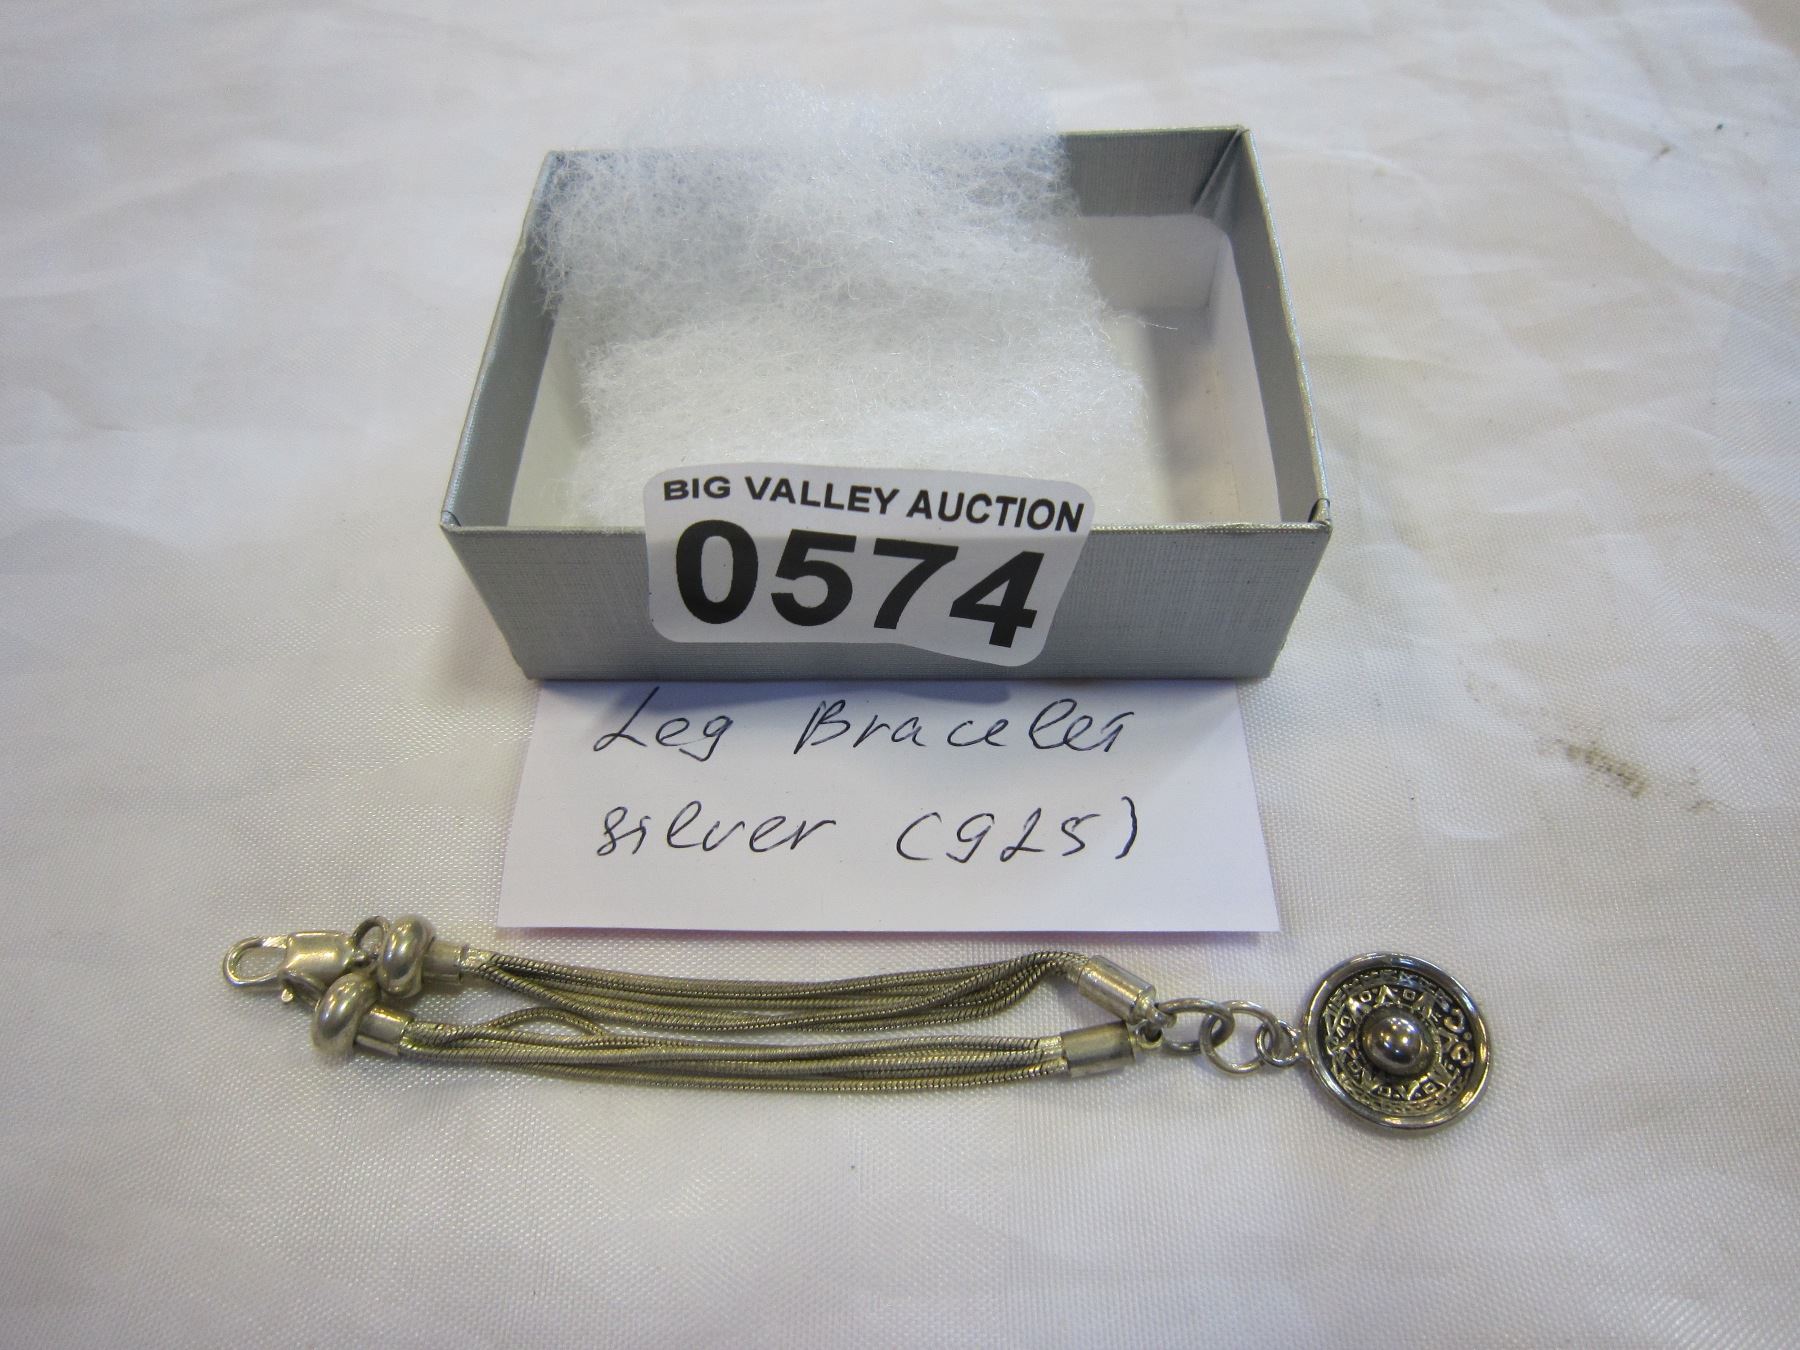 BIG VALLEY AUCTION
0574
Leg Bracelet
silver (925)